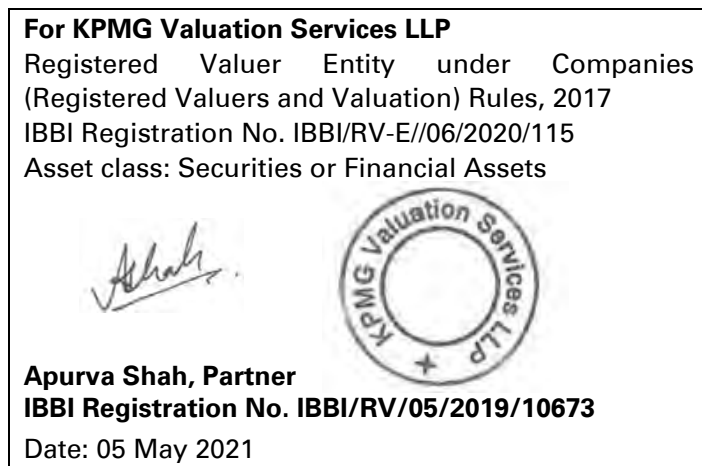 For KPMG Valuation Services LLP
Registered Valuer Entity under Companies
(Registered Valuers and Valuation) Rules, 2017
IBBI Registration No. IBBI/RV-E//06/2020/115
Asset class: Securities or Financial Assets
AShah.
KPMG Valuation Services LLP
Apurva Shah, Partner
IBBI Registration No. IBBI/RV/05/2019/10673
Date: 05 May 2021